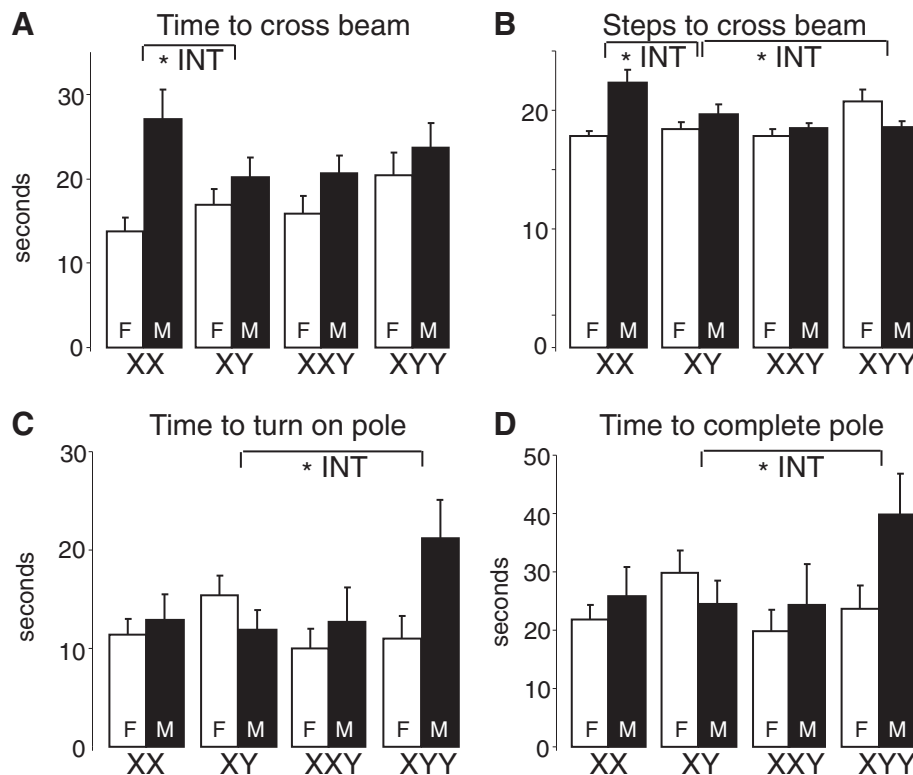 A Time to cross beam
* INT
30
20
10
0
seconds
F M F M F M F M
XX XY XXY XYY
B Steps to cross beam
* INT * INT
20
10
0
seconds
F M F M F M F M
XX XY XXY XYY
C Time to turn on pole
* INT
30
20
10
0
seconds
F M F M F M F M
XX XY XXY XYY
D Time to complete pole
* INT
50
40
30
20
10
0
seconds
F M F M F M F M
XX XY XXY XYY